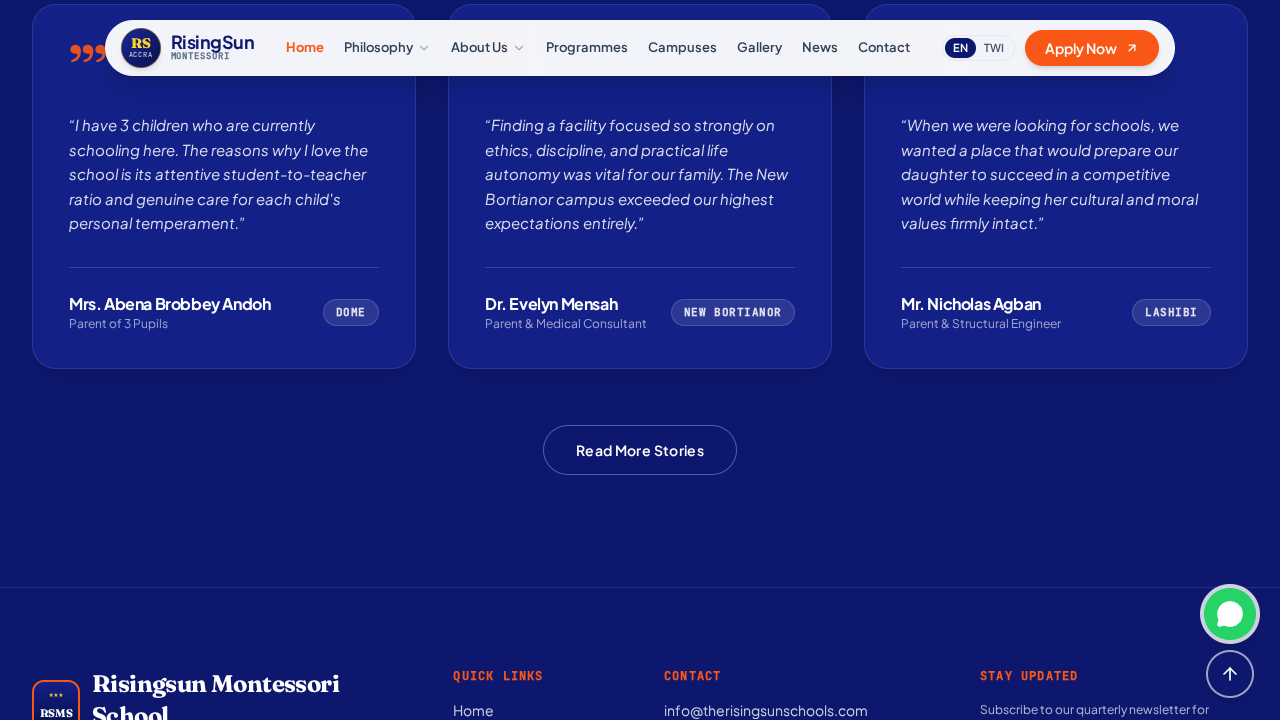 RS
ACCRA
RisingSun
MONTESSORI
Home
Philosophy
About Us
Programmes
Campuses
Gallery
News
Contact
EN
TWI
Apply Now
“I have 3 children who are currently
schooling here. The reasons why I love the
school is its attentive student-to-teacher
ratio and genuine care for each child's
personal temperament.”
Mrs. Abena Brobbey Andoh
Parent of 3 Pupils
DOME
“Finding a facility focused so strongly on
ethics, discipline, and practical life
autonomy was vital for our family. The New
Bortianor campus exceeded our highest
expectations entirely.”
Dr. Evelyn Mensah
Parent & Medical Consultant
NEW BORTIANOR
“When we were looking for schools, we
wanted a place that would prepare our
daughter to succeed in a competitive
world while keeping her cultural and moral
values firmly intact.”
Mr. Nicholas Agban
Parent & Structural Engineer
LASHIBI
Read More Stories
RSMS
Risingsun Montessori
School
QUICK LINKS
Home
CONTACT
info@therisingsunschools.com
STAY UPDATED
Subscribe to our quarterly newsletter for